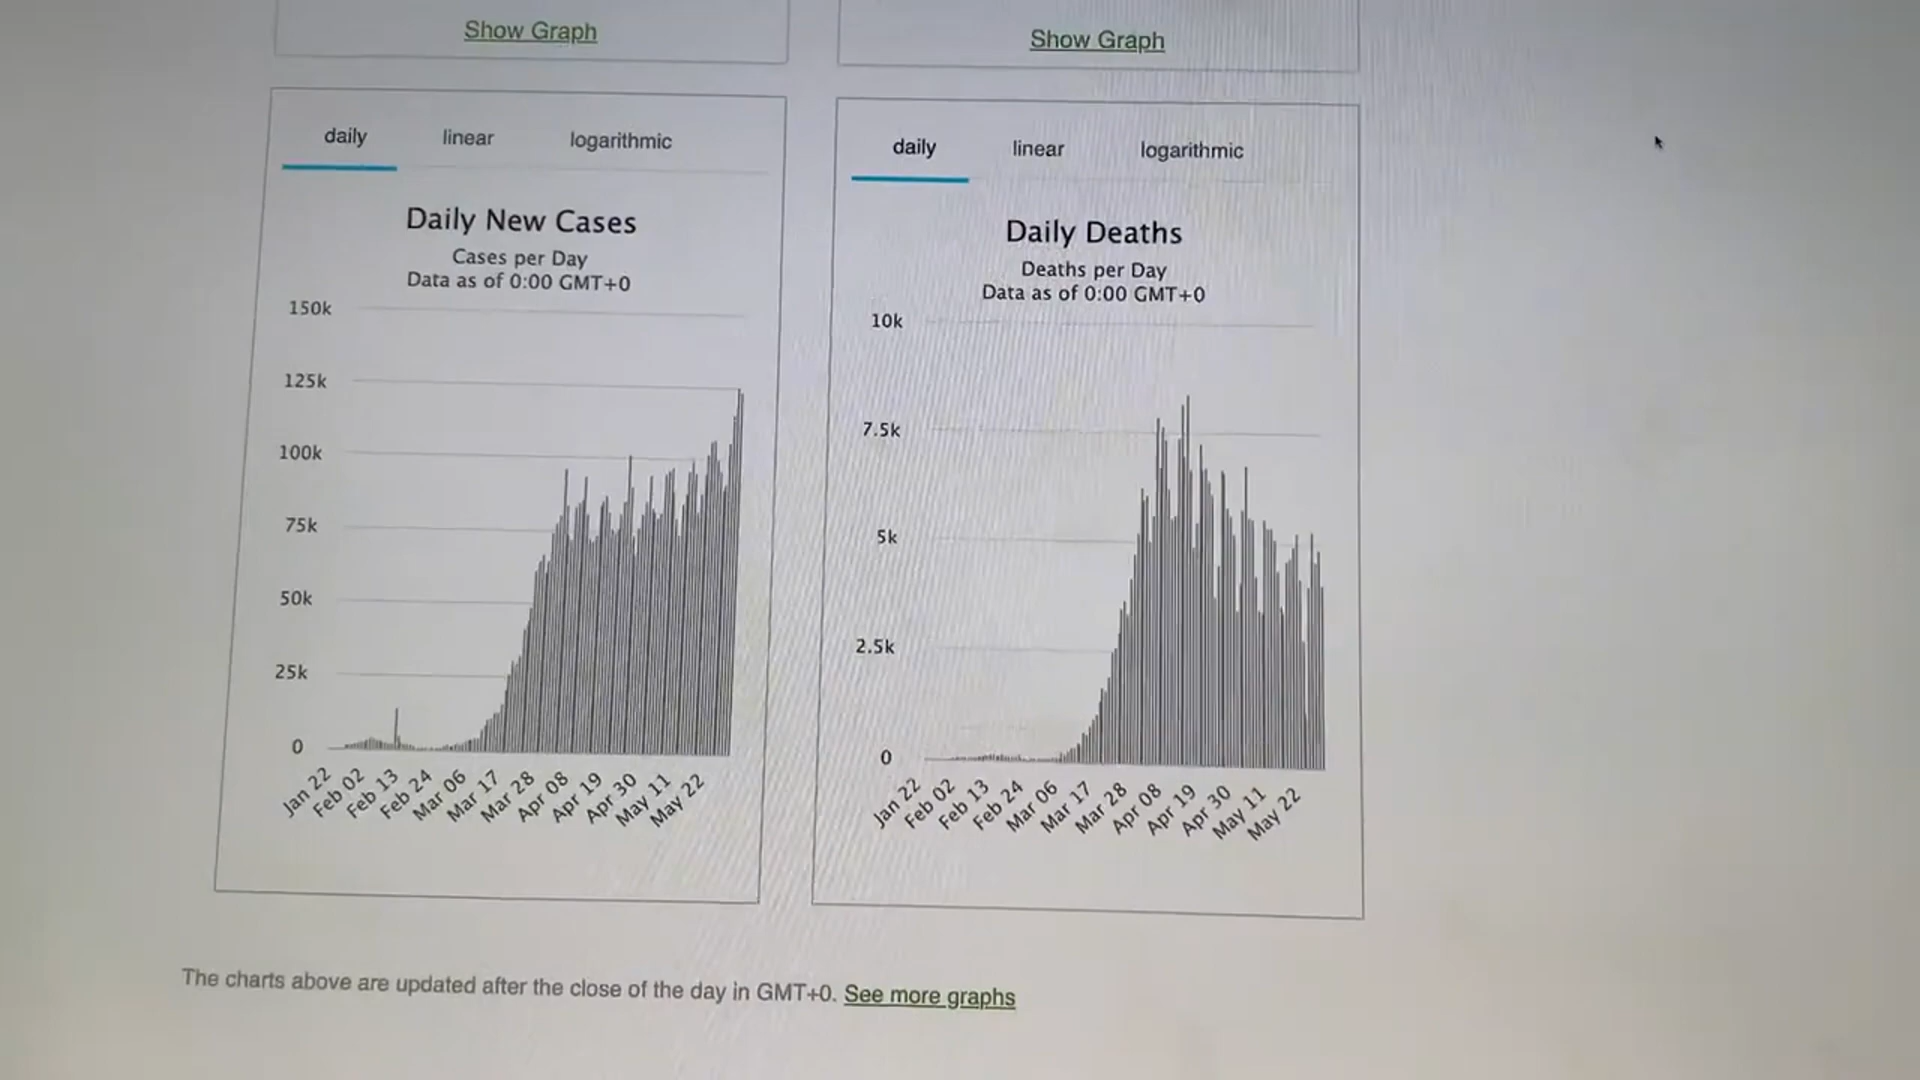 Show Graph
Show Graph
daily linear logarithmic
Daily New Cases
Cases per Day
Data as of 0:00 GMT+0
150k
125k
100k
75k
50k
25k
0
Jan 22
Feb 02
Feb 13
Feb 24
Mar 06
Mar 17
Mar 28
Apr 08
Apr 19
Apr 30
May 11
May 22
daily linear logarithmic
Daily Deaths
Deaths per Day
Data as of 0:00 GMT+0
10k
7.5k
5k
2.5k
0
Jan 22
Feb 02
Feb 13
Feb 24
Mar 06
Mar 17
Mar 28
Apr 08
Apr 19
Apr 30
May 11
May 22
The charts above are updated after the close of the day in GMT+0. See more graphs